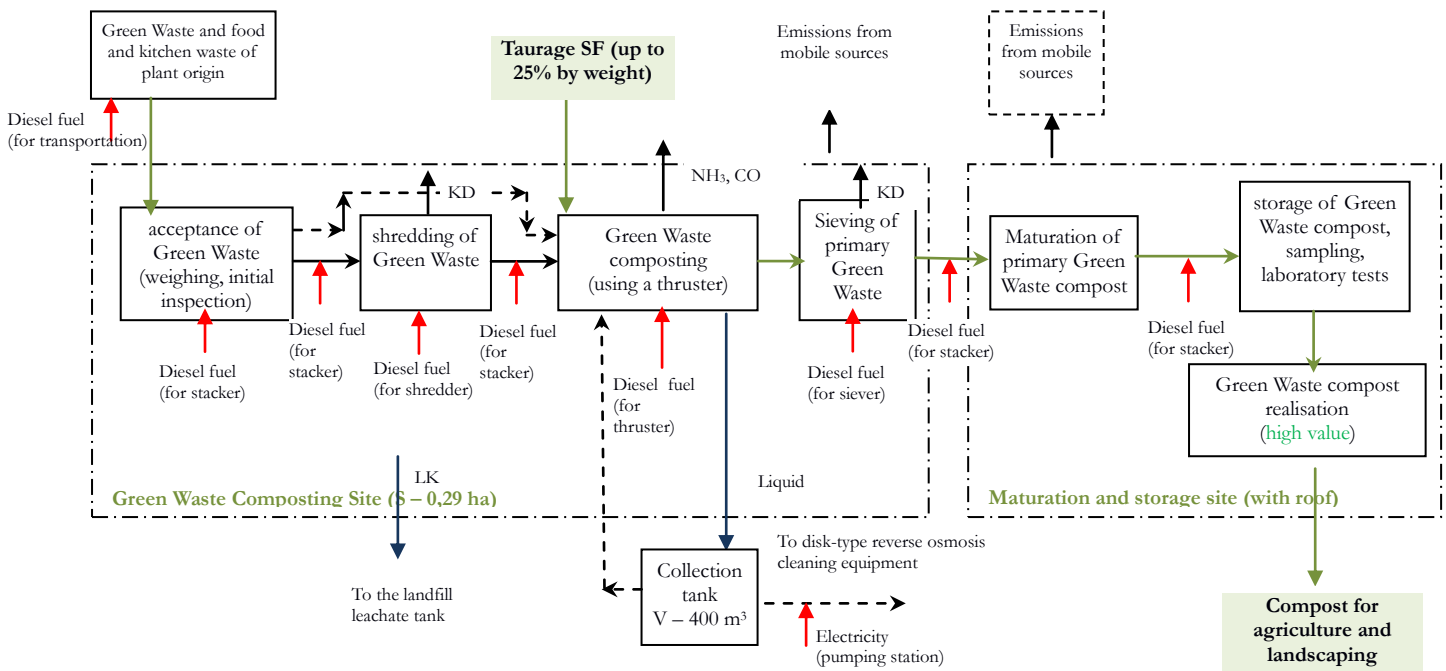 Green Waste and food
and kitchen waste of
plant origin
Taurage SF (up to
25% by weight)
Emissions from
mobile sources
Emissions
from mobile
sources
Diesel fuel
(for transportation)
NH₃, CO
KD
KD
acceptance of
Green Waste
(weighing, initial
inspection)
shredding of
Green Waste
Green Waste
composting
(using a thruster)
Sieving of
primary
Green
Waste
Maturation of
primary Green
Waste compost
storage of Green
Waste compost,
sampling,
laboratory tests
Diesel fuel
(for stacker)
Diesel fuel
(for
stacker)
Diesel fuel
(for shredder)
Diesel fuel
(for
stacker)
Diesel fuel
(for
thruster)
Diesel fuel
(for siever)
Diesel fuel
(for stacker)
Diesel fuel
(for stacker)
Green Waste compost
realisation
(high value)
LK
Liquid
Green Waste Composting Site (S – 0,29 ha)
Maturation and storage site (with roof)
To the landfill
leachate tank
Collection
tank
V – 400 m³
To disk-type reverse osmosis
cleaning equipment
Electricity
(pumping station)
Compost for
agriculture and
landscaping